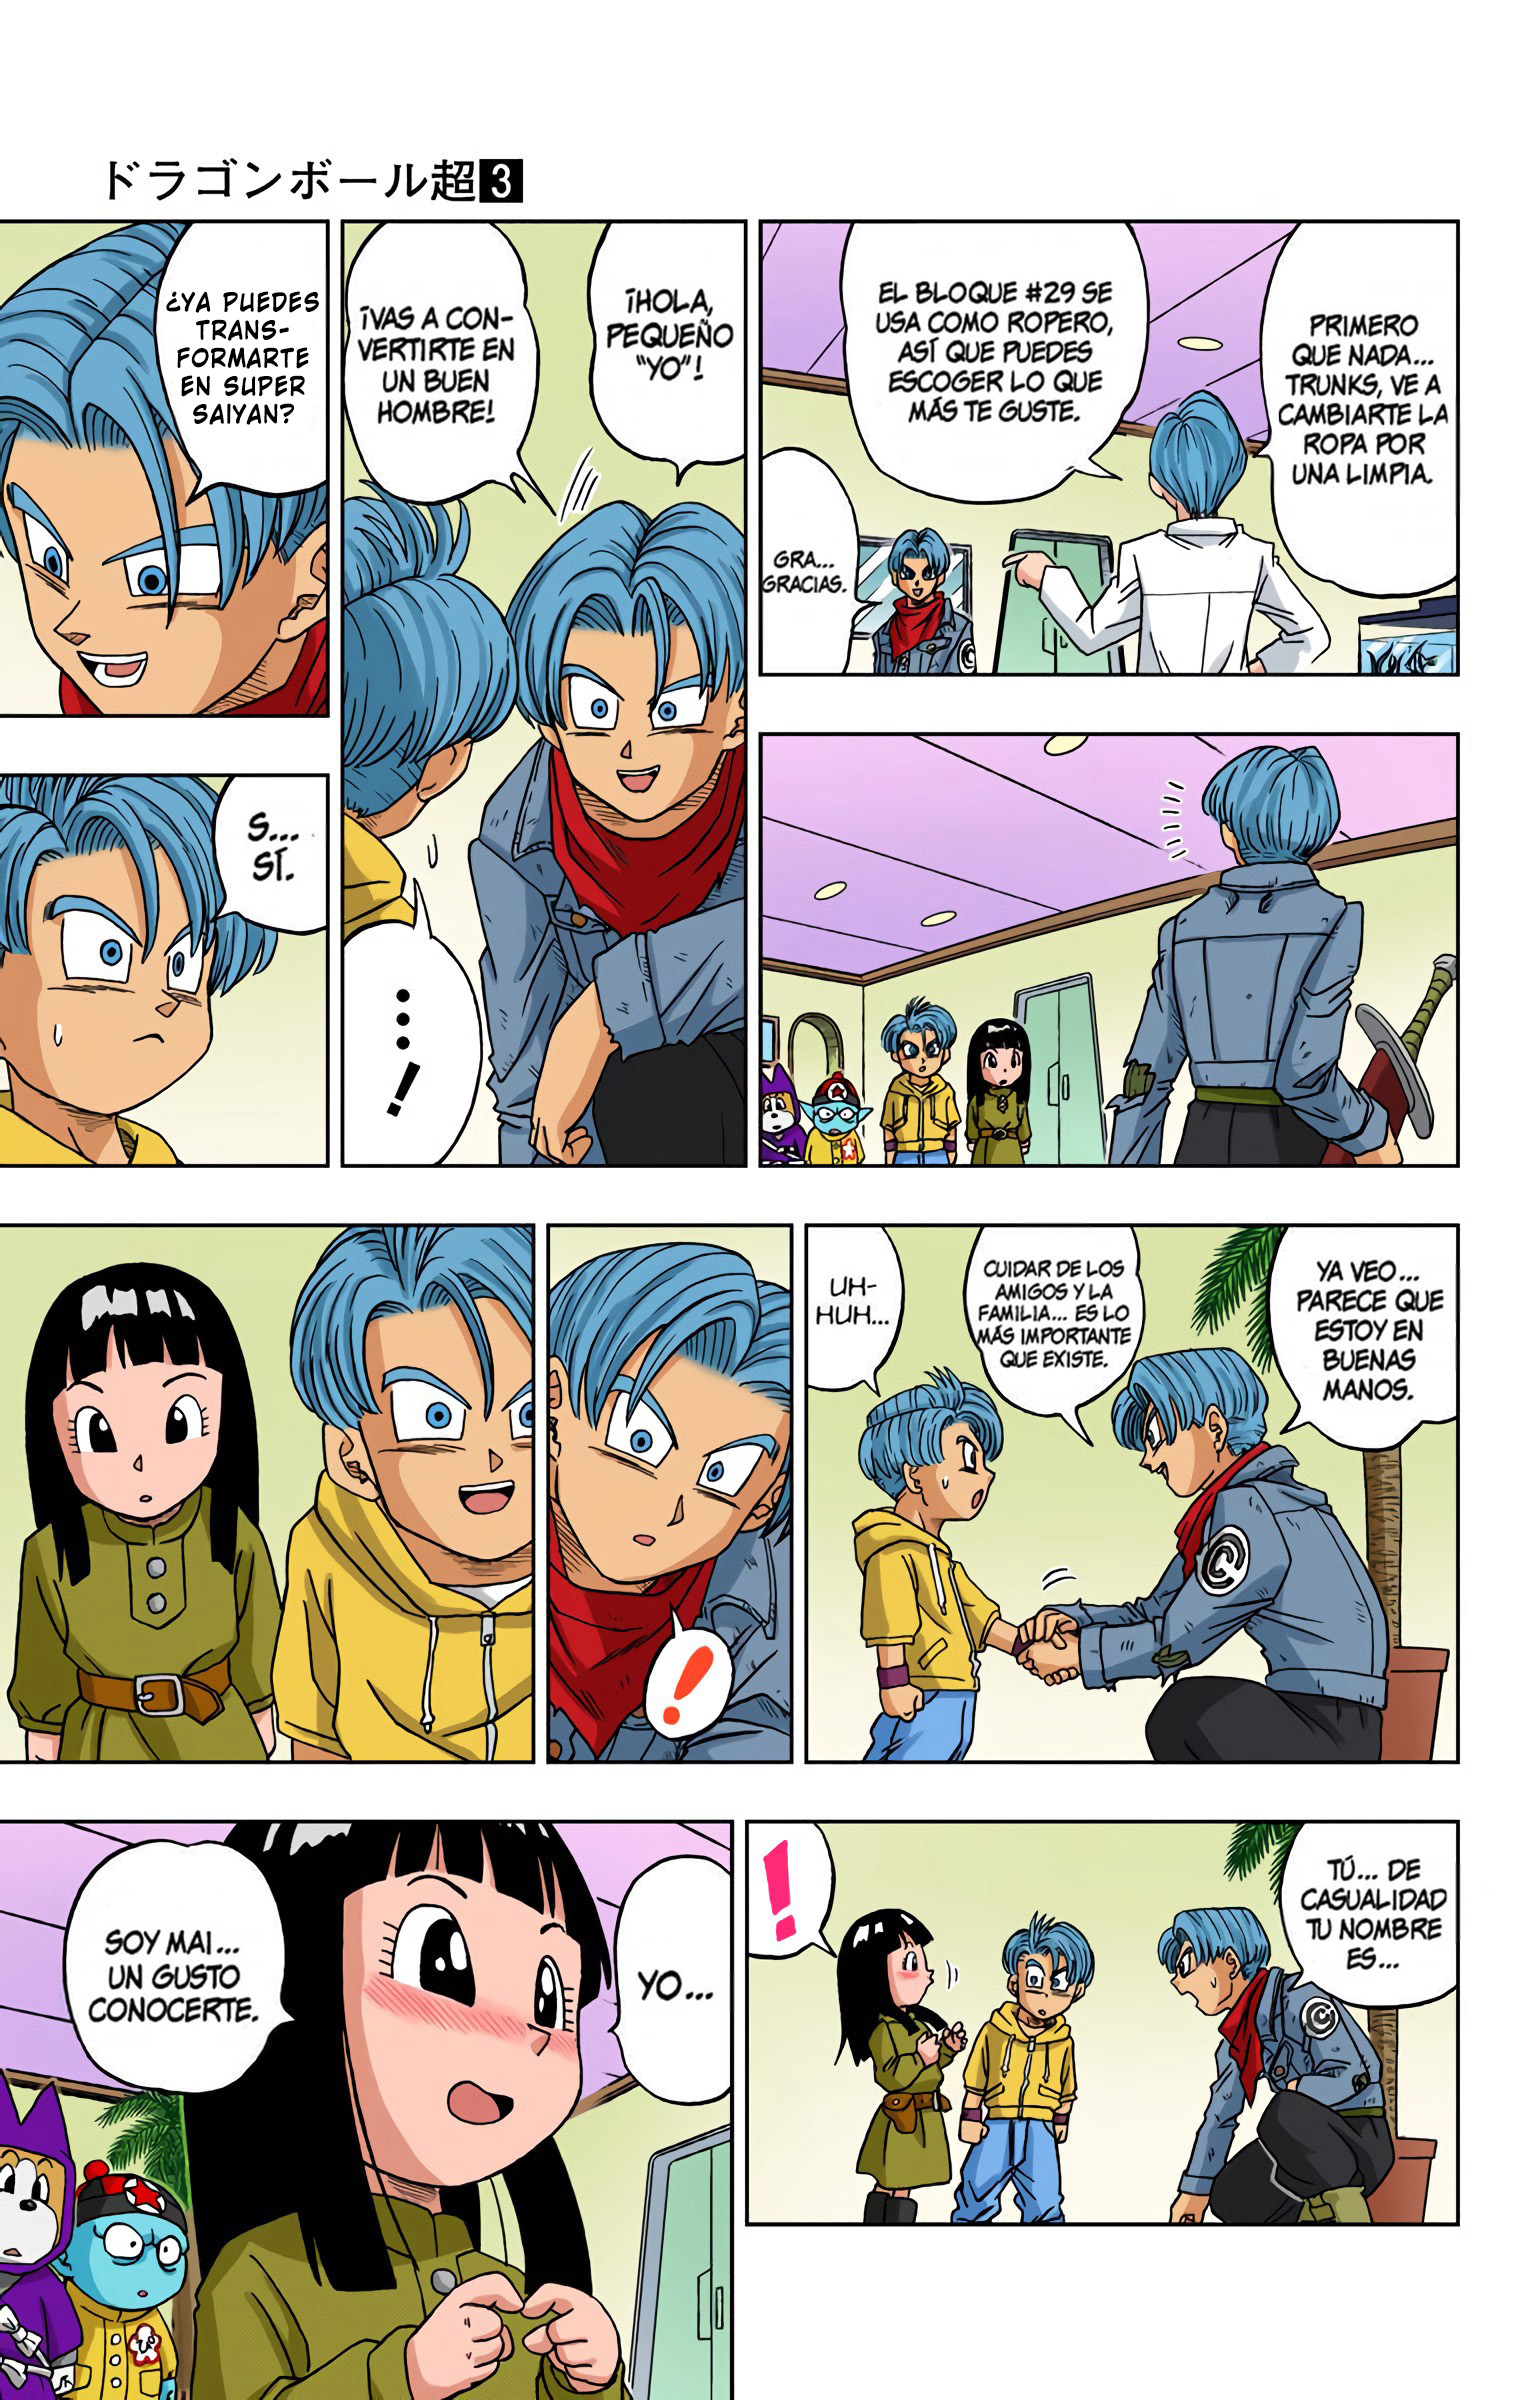 ドラゴンボール超3
PRIMERO
QUE NADA...
TRUNKS, VE A
CAMBIARTE LA
ROPA POR
UNA LIMPIA.
EL BLOQUE #29 SE
USA COMO ROPERO,
ASÍ QUE PUEDES
ESCOGER LO QUE
MÁS TE GUSTE.
GRA...
GRACIAS.
¡HOLA,
PEQUEÑO
"YO"!
¡VAS A CON-
VERTIRTE EN
UN BUEN
HOMBRE!
...!
¿YA PUEDES
TRANS-
FORMARTE
EN SUPER
SAIYAN?
S...
SÍ.
YA VEO...
PARECE QUE
ESTOY EN
BUENAS
MANOS.
CUIDAR DE LOS
AMIGOS Y LA
FAMILIA... ES LO
MÁS IMPORTANTE
QUE EXISTE.
UH-
HUH...
!
TÚ... DE
CASUALIDAD
TU NOMBRE
ES...
!
YO...
SOY MAI...
UN GUSTO
CONOCERTE.